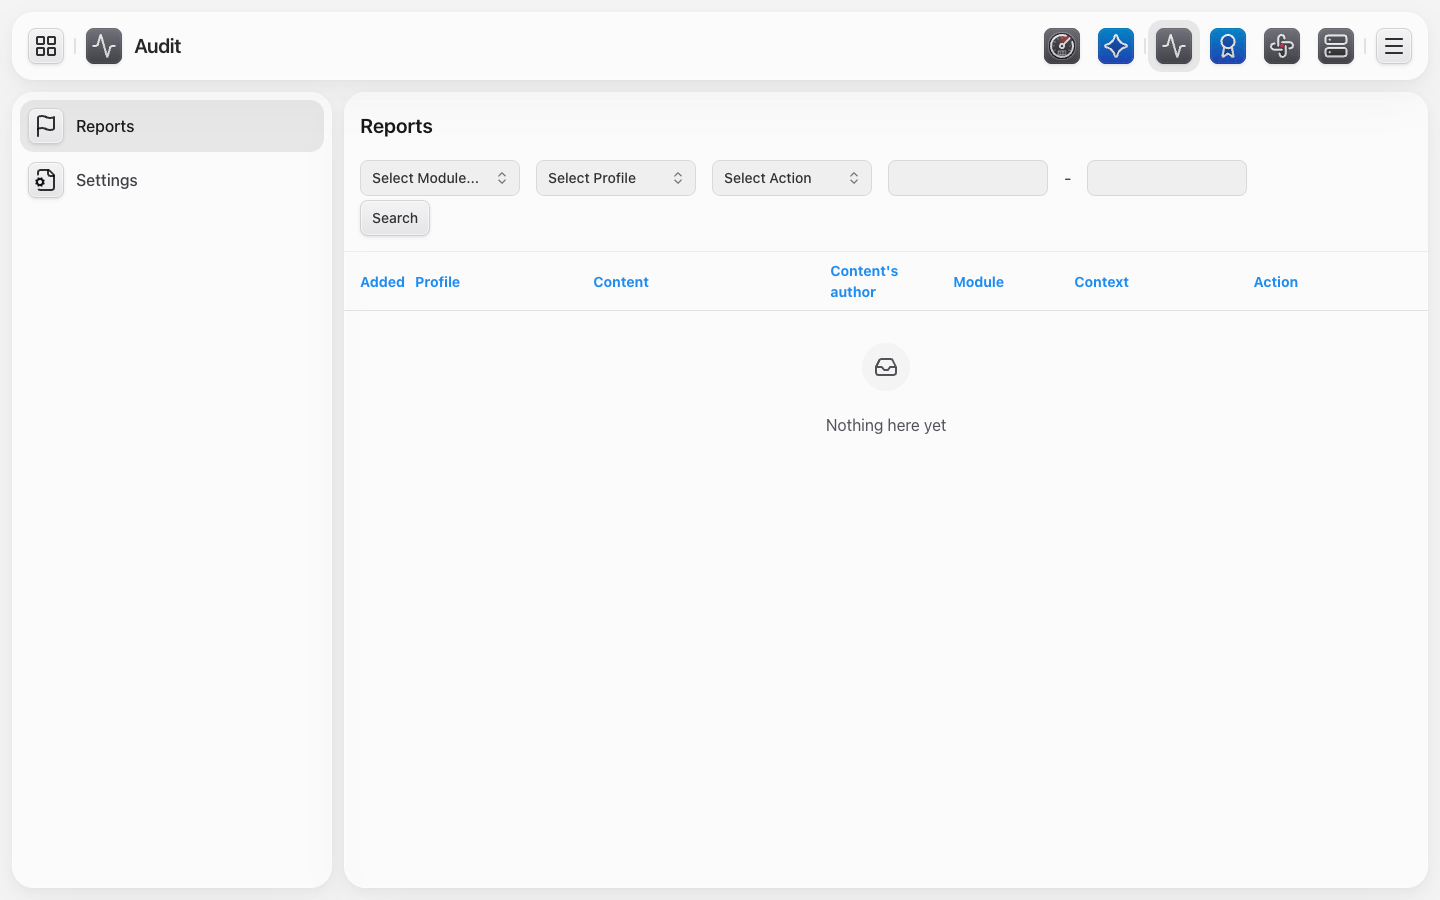 Audit
Reports
Settings
Reports
Select Module...
Select Profile
Select Action
-
Search
Added
Profile
Content
Content's
author
Module
Context
Action
Nothing here yet